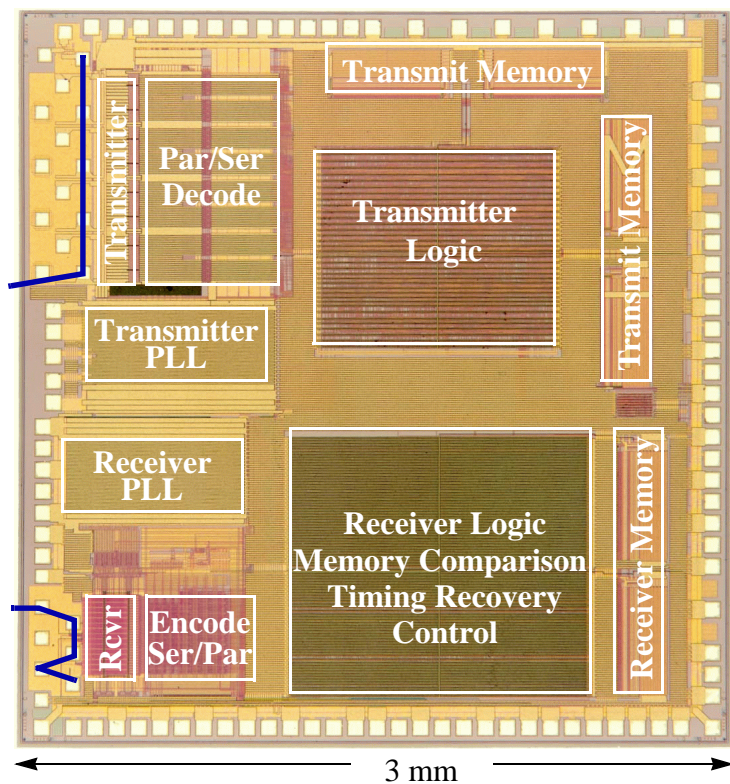 Transmit Memory
Transmitter
Par/Ser
Decode
Transmitter
Logic
Transmit Memory
Transmitter
PLL
Receiver
PLL
Receiver Logic
Memory Comparison
Timing Recovery
Control
Receiver Memory
Rcvr
Encode
Ser/Par
3 mm